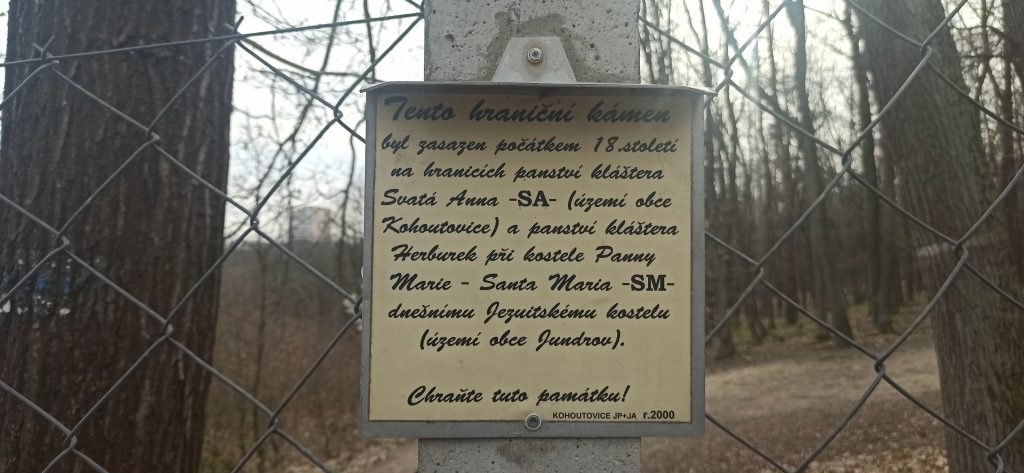 Tento hraniční kámen
byl zasazen počátkem 18.století
na hranicích panství kláštera
Svatá Anna -SA- (území obce
Kohoutovice) a panství kláštera
Herburek při kostele Panny
Marie - Santa Maria -SM-
dnešnímu Jezuitskému kostelu
(území obce Jundrov).
Chraňte tuto památku!
KOHOUTOVICE JP+JA r.2000